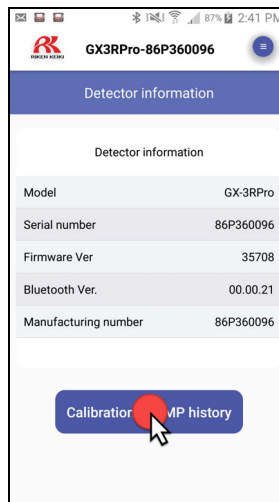 87% 2:41 PM
RIKEN KEIKI
GX3RPro-86P360096
Detector information
Detector information
Model GX-3RPro
Serial number 86P360096
Firmware Ver 35708
Bluetooth Ver. 00.00.21
Manufacturing number 86P360096
Calibration MP history